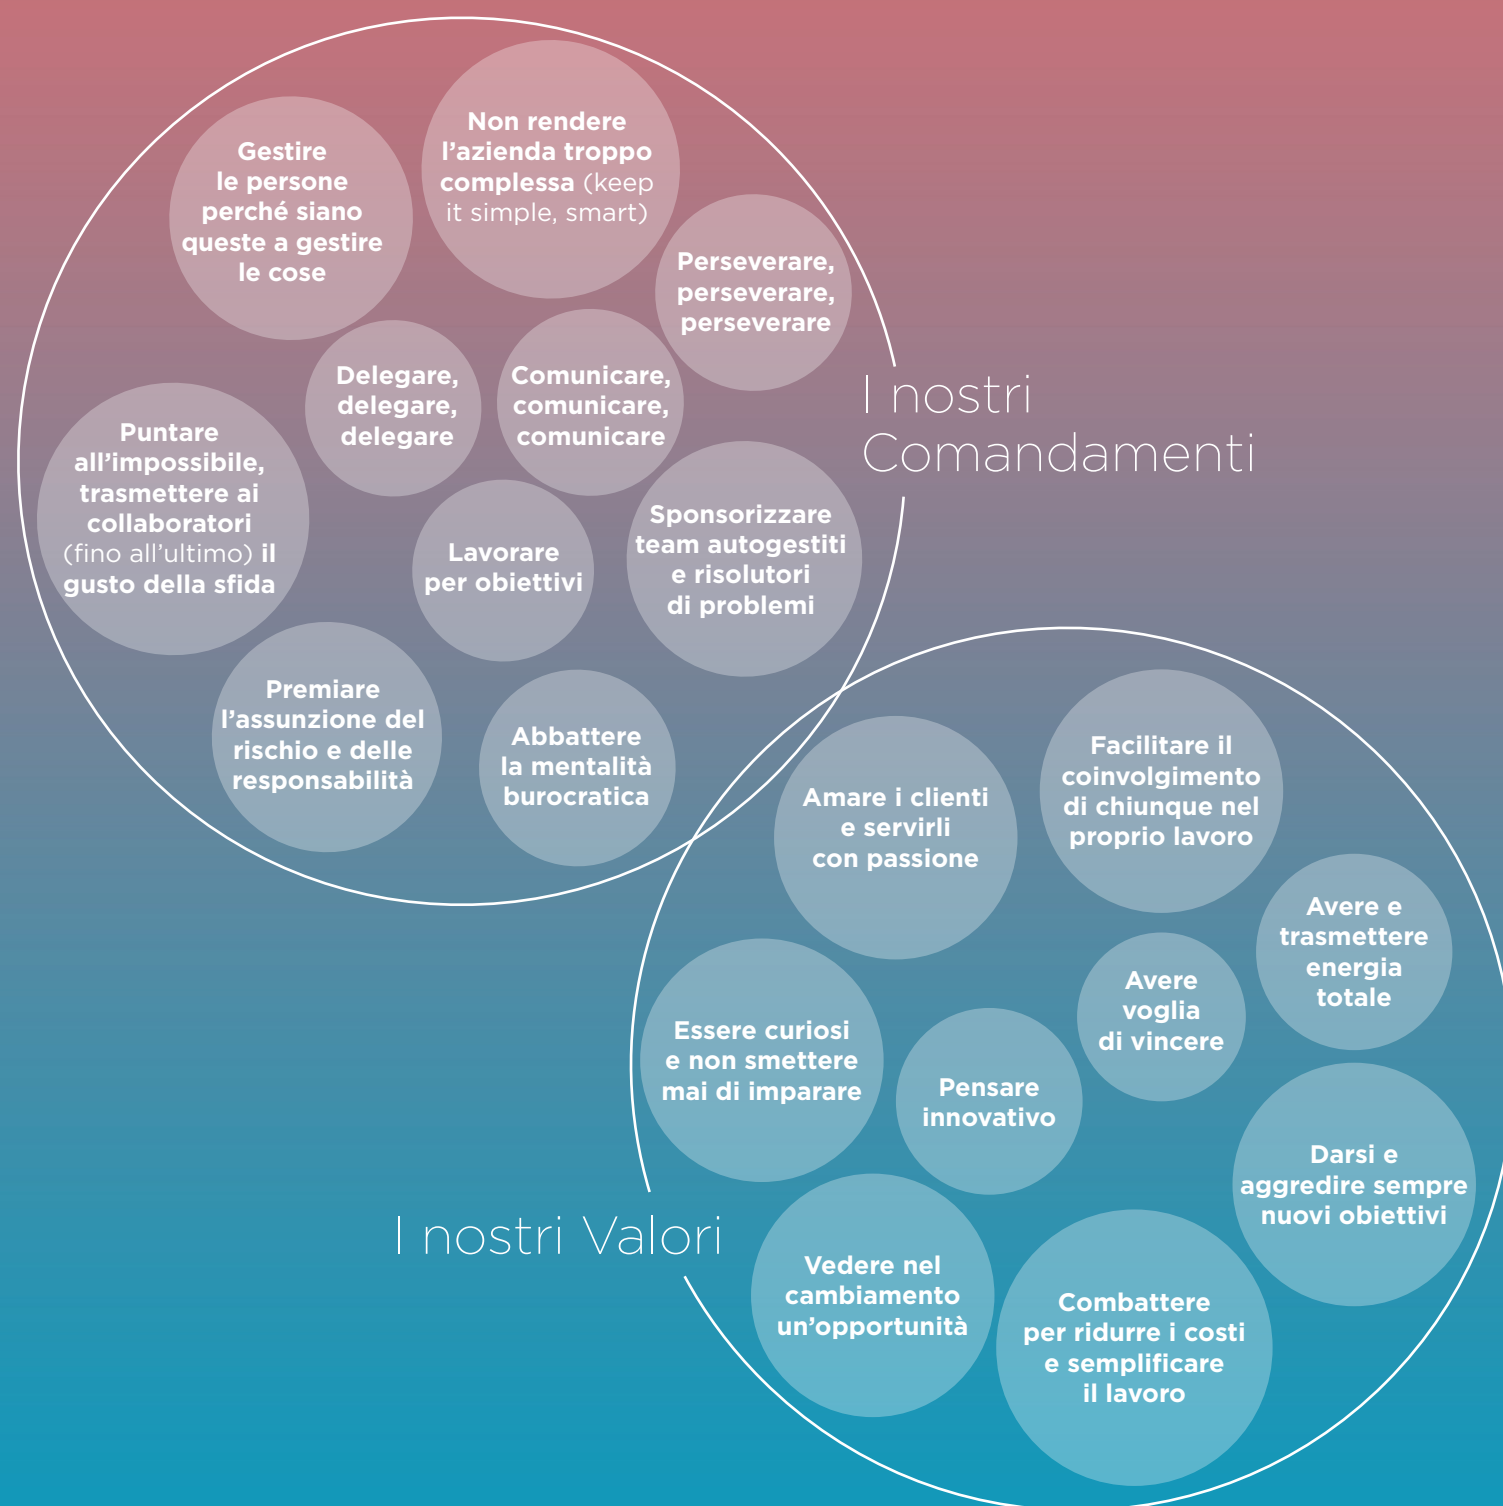 Non rendere
l'azienda troppo
complessa (keep
it simple, smart)
Gestire
le persone
perché siano
queste a gestire
le cose
Perseverare,
perseverare,
perseverare
Delegare,
delegare,
delegare
Comunicare,
comunicare,
comunicare
I nostri
Comandamenti
Puntare
all'impossibile,
trasmettere ai
collaboratori
(fino all'ultimo) il
gusto della sfida
Lavorare
per obiettivi
Sponsorizzare
team autogestiti
e risolutori
di problemi
Premiare
l'assunzione del
rischio e delle
responsabilità
Abbattere
la mentalità
burocratica
Amare i clienti
e servirli
con passione
Facilitare il
coinvolgimento
di chiunque nel
proprio lavoro
Avere e
trasmettere
energia
totale
Avere
voglia
di vincere
Essere curiosi
e non smettere
mai di imparare
Pensare
innovativo
Darsi e
aggredire sempre
nuovi obiettivi
I nostri Valori
Vedere nel
cambiamento
un'opportunità
Combattere
per ridurre i costi
e semplificare
il lavoro